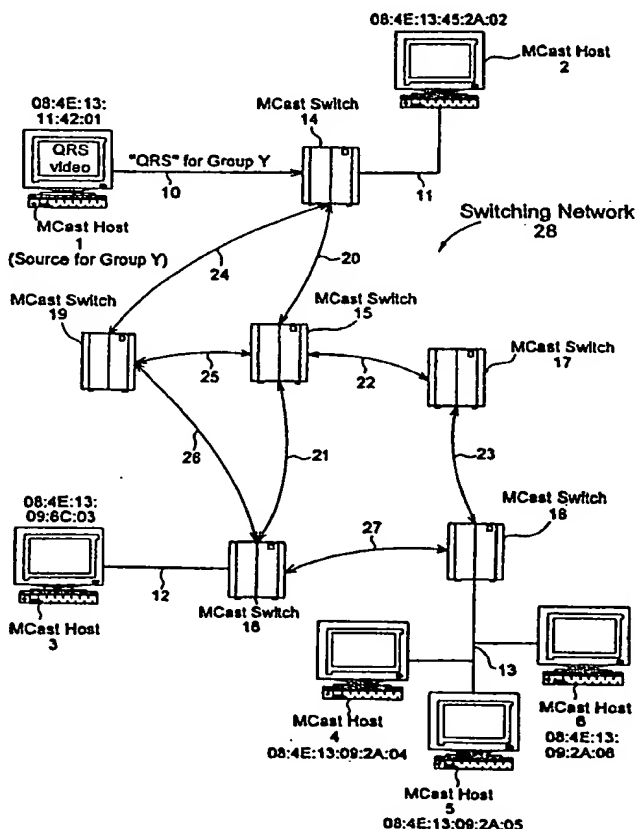 08:4E:13:45:2A:02
MCast Host
2
08:4E:13:
11:42:01
QRS
video
MCast Switch
14
"QRS" for Group Y
10
11
MCast Host
1
(Source for Group Y)
Switching Network
28
24
20
MCast Switch
19
MCast Switch
15
25
22
MCast Switch
17
26
21
23
08:4E:13:
09:6C:03
MCast Switch
18
27
12
MCast Switch
16
MCast Host
3
13
MCast Host
4
08:4E:13:09:2A:04
MCast Host
6
08:4E:13:
09:2A:06
MCast Host
5
08:4E:13:09:2A:05